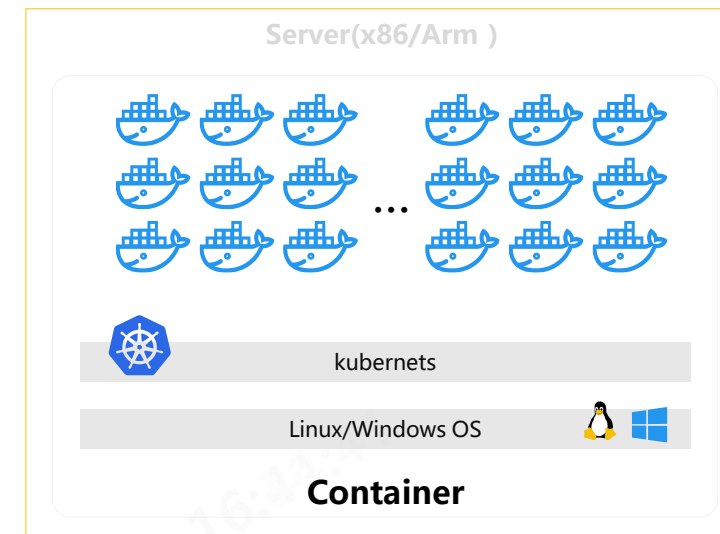 Server(x86/Arm )
...
kubernets
Linux/Windows OS
Container